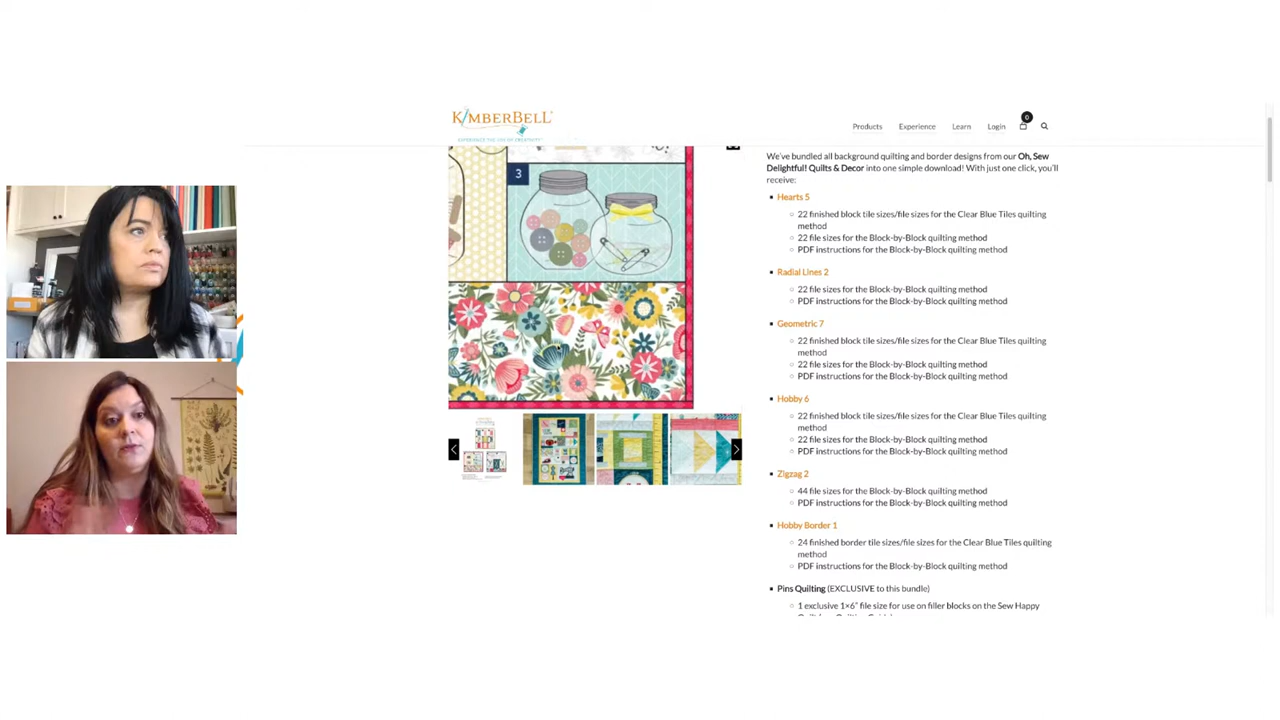 KIMBERBELL
Products
Experience
Learn
Login
0
We've bundled all background quilting and border designs from our Oh, Sew
Delightful! Quilts & Decor into one simple download! With just one click, you'll
receive:
3
Hearts 5
22 finished block tile sizes/file sizes for the Clear Blue Tiles quilting
method
22 file sizes for the Block-by-Block quilting method
PDF instructions for the Block-by-Block quilting method
Radial Lines 2
22 file sizes for the Block-by-Block quilting method
PDF instructions for the Block-by-Block quilting method
Geometric 7
22 finished block tile sizes/file sizes for the Clear Blue Tiles quilting
method
22 file sizes for the Block-by-Block quilting method
PDF instructions for the Block-by-Block quilting method
Hobby 6
22 finished block tile sizes/file sizes for the Clear Blue Tiles quilting
method
22 file sizes for the Block-by-Block quilting method
PDF instructions for the Block-by-Block quilting method
Zigzag 2
44 file sizes for the Block-by-Block quilting method
PDF instructions for the Block-by-Block quilting method
Hobby Border 1
24 finished border tile sizes/file sizes for the Clear Blue Tiles quilting
method
PDF instructions for the Block-by-Block quilting method
Pins Quilting (EXCLUSIVE to this bundle)
1 exclusive 1×6" file size for use on filler blocks on the Sew Happy